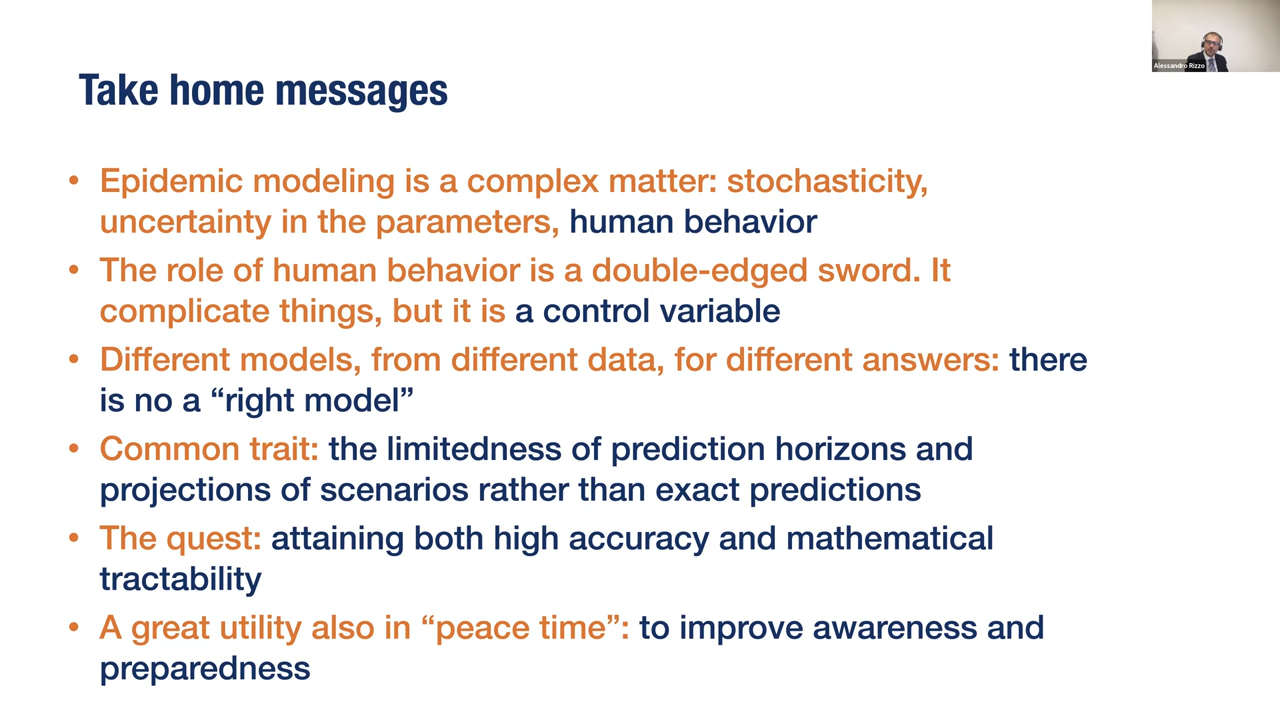 Alessandro Rizzo
Take home messages
• Epidemic modeling is a complex matter: stochasticity,
uncertainty in the parameters, human behavior
• The role of human behavior is a double-edged sword. It
complicate things, but it is a control variable
• Different models, from different data, for different answers: there
is no a “right model”
• Common trait: the limitedness of prediction horizons and
projections of scenarios rather than exact predictions
• The quest: attaining both high accuracy and mathematical
tractability
• A great utility also in “peace time”: to improve awareness and
preparedness